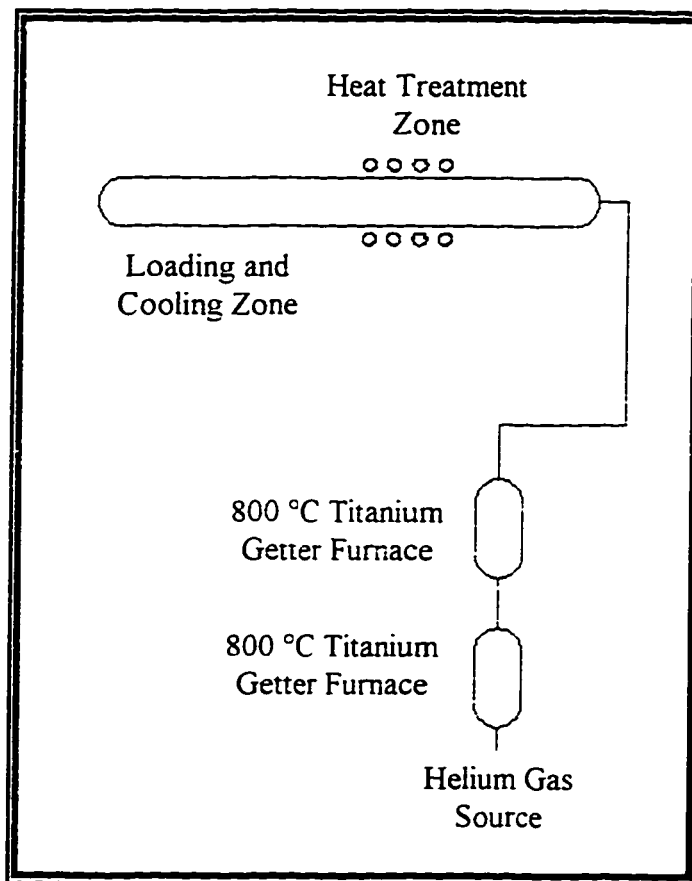 Heat Treatment
Zone
Loading and
Cooling Zone
800 °C Titanium
Getter Furnace
800 °C Titanium
Getter Furnace
Helium Gas
Source